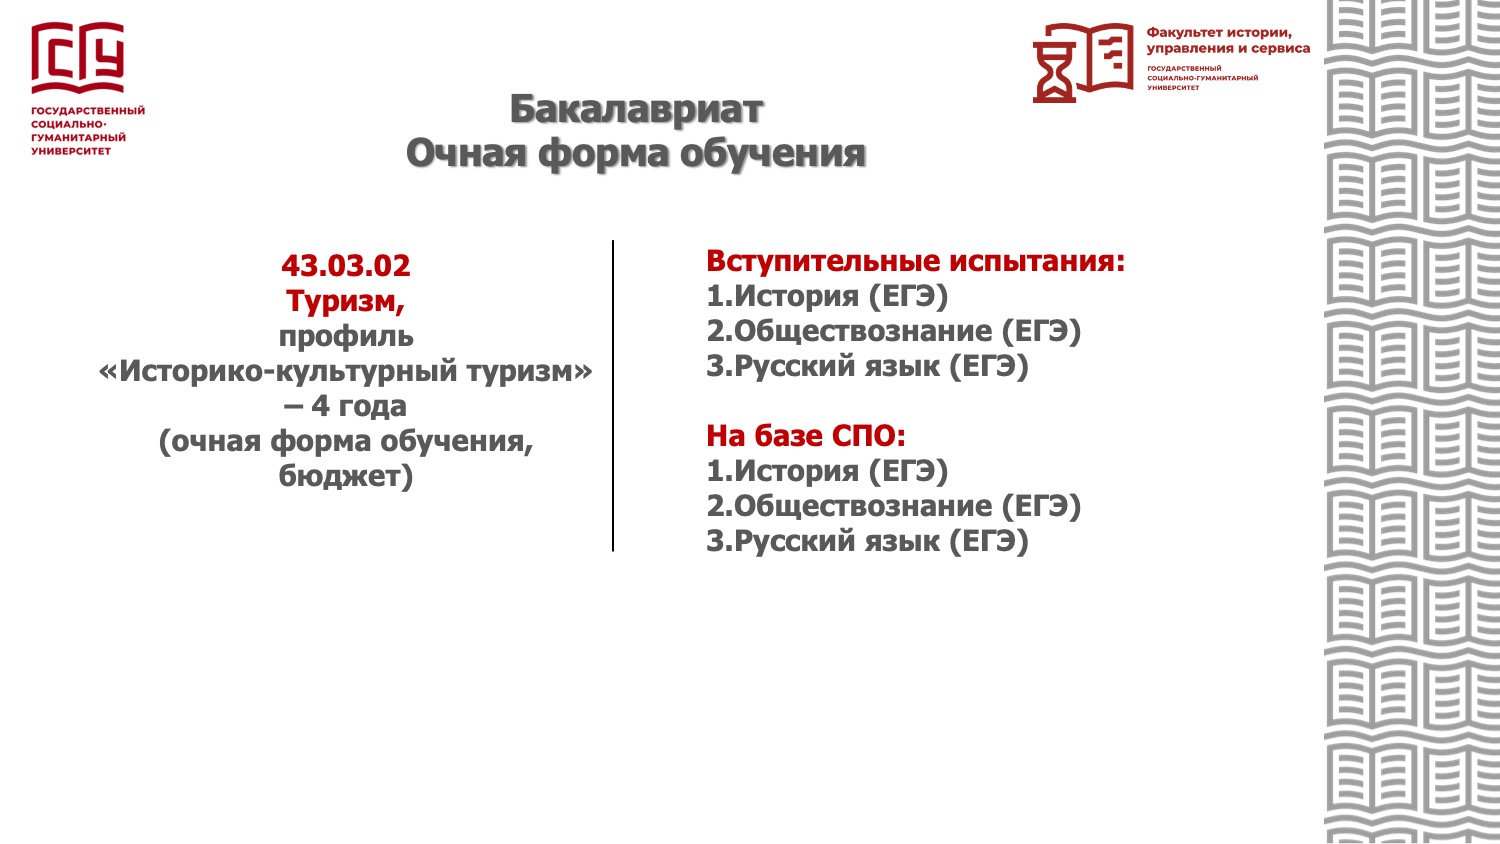 ГСГУ
ГОСУДАРСТВЕННЫЙ
СОЦИАЛЬНО-
ГУМАНИТАРНЫЙ
УНИВЕРСИТЕТ
Факультет истории,
управления и сервиса
ГОСУДАРСТВЕННЫЙ
СОЦИАЛЬНО-ГУМАНИТАРНЫЙ
УНИВЕРСИТЕТ
Бакалавриат
Очная форма обучения
43.03.02
Туризм,
профиль
«Историко-культурный туризм»
– 4 года
(очная форма обучения,
бюджет)
Вступительные испытания:
1.История (ЕГЭ)
2.Обществознание (ЕГЭ)
3.Русский язык (ЕГЭ)
На базе СПО:
1.История (ЕГЭ)
2.Обществознание (ЕГЭ)
3.Русский язык (ЕГЭ)